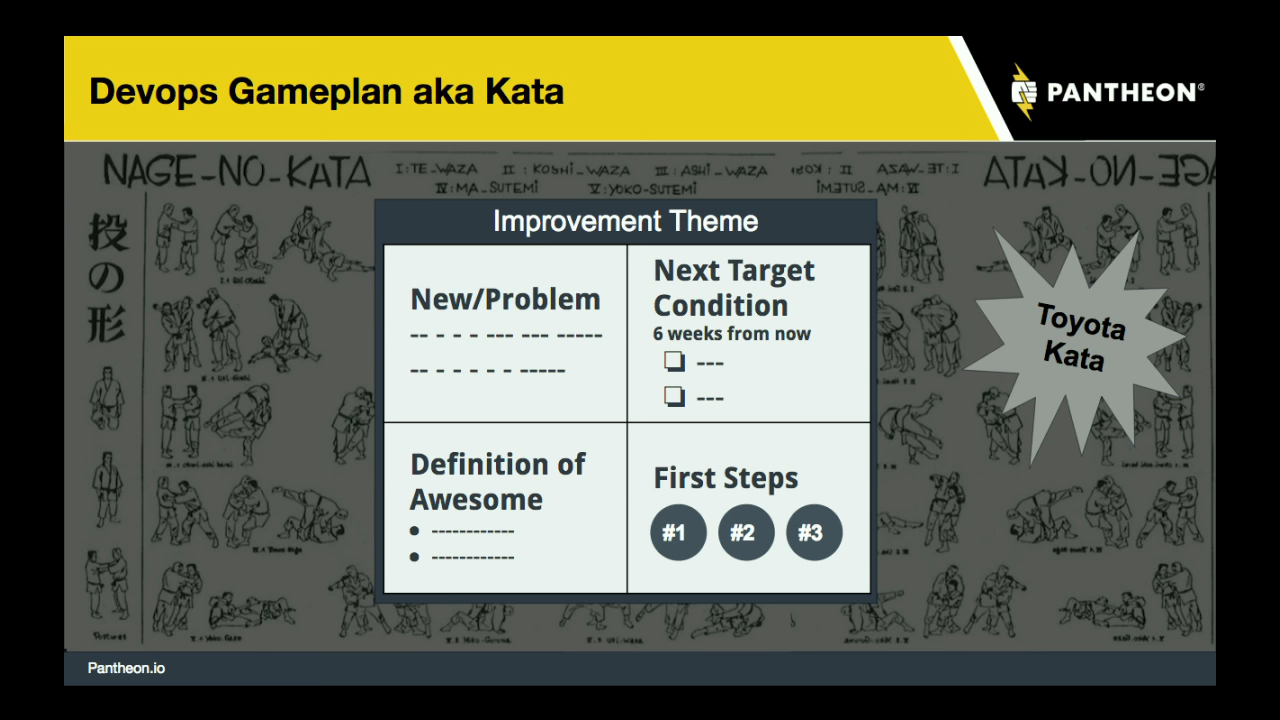 Devops Gameplan aka Kata
PANTHEON®
NAGE-NO-KATA
I:TE-WAZA II:KOSHI-WAZA III:ASHI-WAZA
IV:MA-SUTEMI V:YOKO-SUTEMI
投の形
Improvement Theme
New/Problem
-- - - - --- --- -----
-- - - - - - -----
Next Target
Condition
6 weeks from now
---
---
Definition of
Awesome
• ------------
• ------------
First Steps
#1 #2 #3
Toyota
Kata
Postures
Pantheon.io